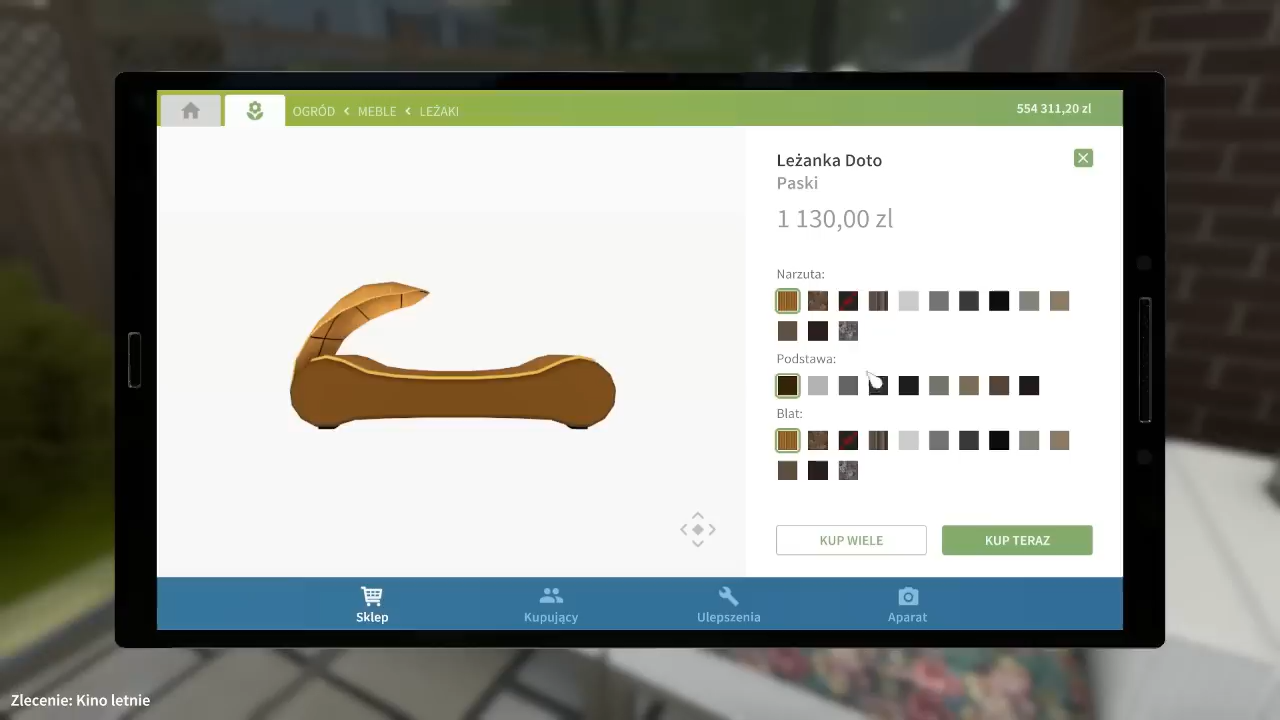 OGRÓD < MEBLE < LEŻAKI
554 311,20 zl
Leżanka Doto
Paski
1 130,00 zl
Narzuta:
Podstawa:
Blat:
KUP WIELE
KUP TERAZ
Sklep
Kupujący
Ulepszenia
Aparat
Zlecenie: Kino letnie